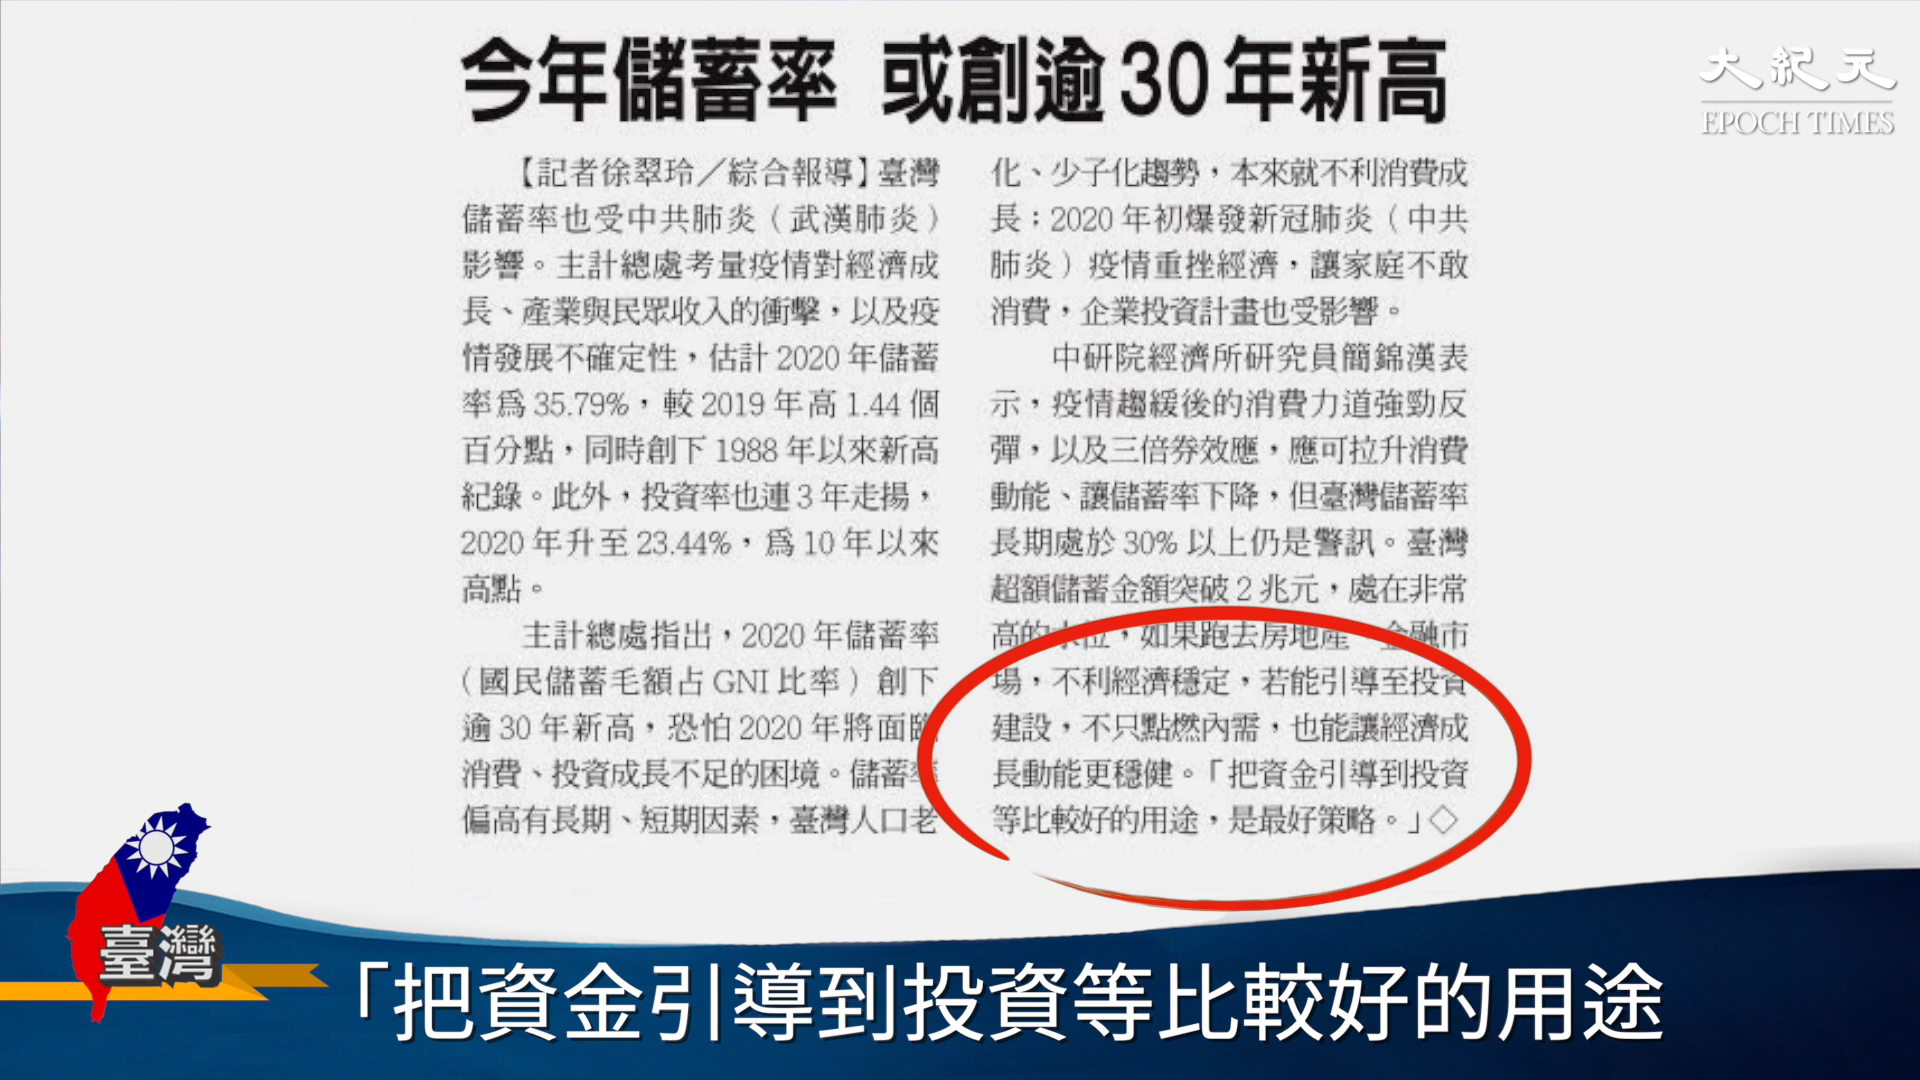 今年儲蓄率 或創逾30年新高
大紀元
EPOCH TIMES
【記者徐翠玲／綜合報導】臺灣
儲蓄率也受中共肺炎（武漢肺炎）
影響。主計總處考量疫情對經濟成
長、產業與民眾收入的衝擊，以及疫
情發展不確定性，估計2020年儲蓄
率為35.79%，較2019年高1.44個
百分點，同時創下1988年以來新高
紀錄。此外，投資率也連3年走揚，
2020年升至23.44%，為10年以來
高點。
主計總處指出，2020年儲蓄率
（國民儲蓄毛額占GNI比率）創下
逾30年新高，恐怕2020年將面臨
消費、投資成長不足的困境。儲蓄率
偏高有長期、短期因素，臺灣人口老
化、少子化趨勢，本來就不利消費成
長；2020年初爆發新冠肺炎（中共
肺炎）疫情重挫經濟，讓家庭不敢
消費，企業投資計畫也受影響。
中研院經濟所研究員簡錦漢表
示，疫情趨緩後的消費力道強勁反
彈，以及三倍券效應，應可拉升消費
動能、讓儲蓄率下降，但臺灣儲蓄率
長期處於30%以上仍是警訊。臺灣
超額儲蓄金額突破2兆元，處在非常
高的水位，如果跑去房地產、金融市
場，不利經濟穩定，若能引導至投資
建設，不只點燃內需，也能讓經濟成
長動能更穩健。「把資金引導到投資
等比較好的用途，是最好策略。」◇
臺灣
「把資金引導到投資等比較好的用途